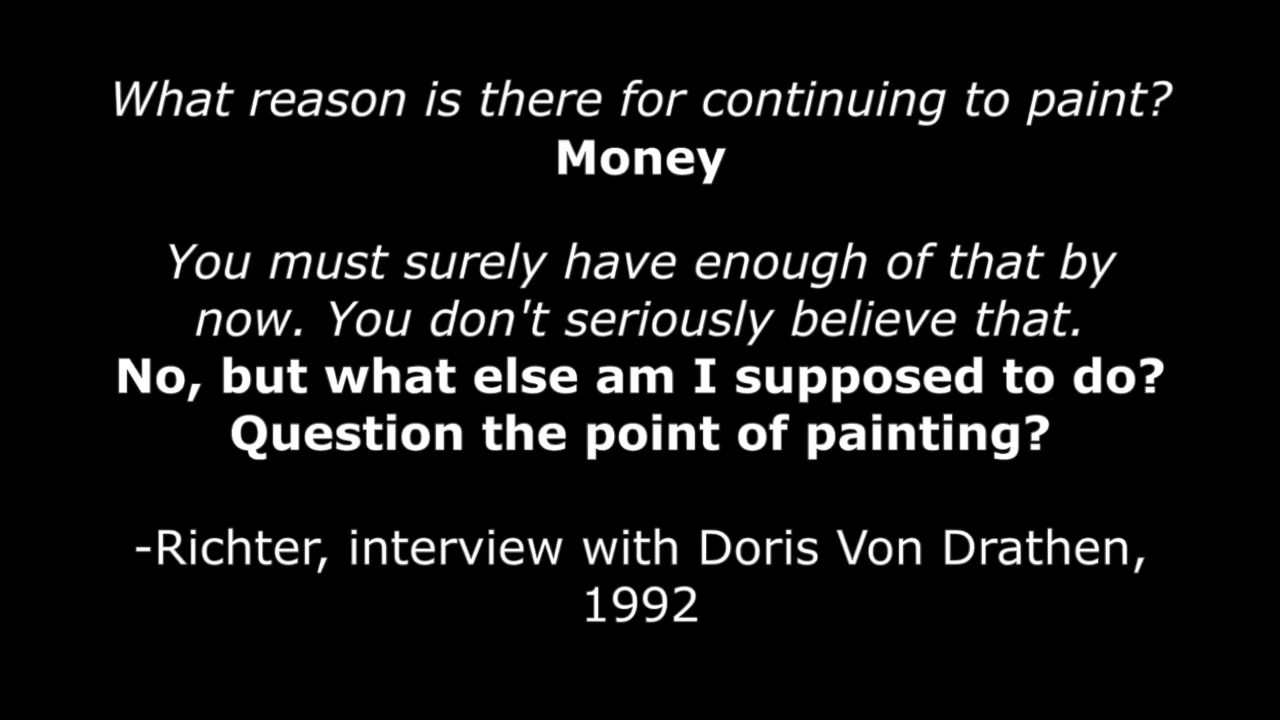 What reason is there for continuing to paint?
Money
You must surely have enough of that by
now. You don't seriously believe that.
No, but what else am I supposed to do?
Question the point of painting?
-Richter, interview with Doris Von Drathen,
1992